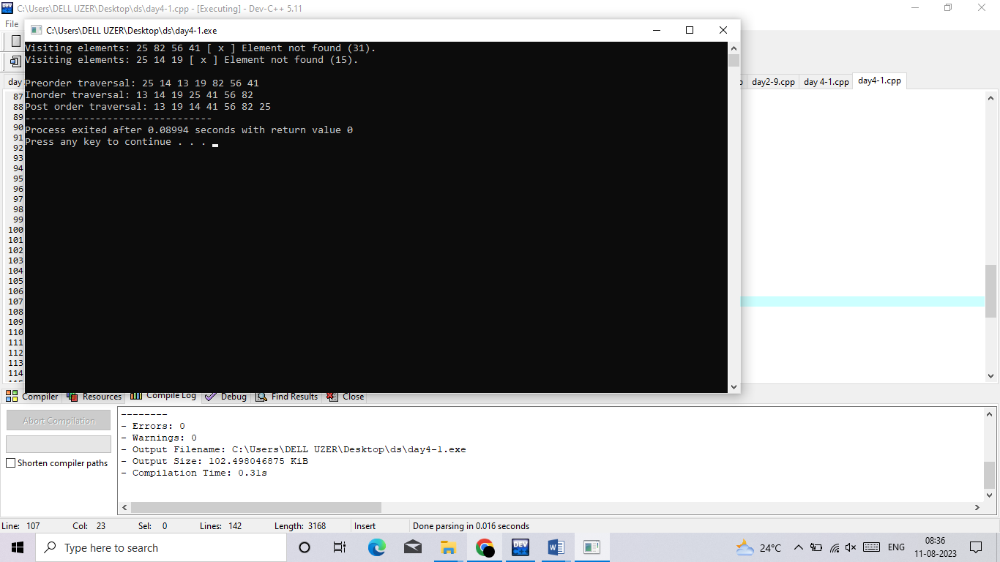 C:\Users\DELL UZER\Desktop\ds\day4-1.cpp - [Executing] - Dev-C++ 5.11
File
C:\Users\DELL UZER\Desktop\ds\day4-1.exe
Visiting elements: 25 82 56 41 [ x ] Element not found (31).
Visiting elements: 25 14 19 [ x ] Element not found (15).
Preorder traversal: 25 14 13 19 82 56 41
Inorder traversal: 13 14 19 25 41 56 82
Post order traversal: 13 19 14 41 56 82 25
--------------------------------
Process exited after 0.08994 seconds with return value 0
Press any key to continue . . .
day
day2-9.cpp day 4-1.cpp day4-1.cpp
87
88
89
90
91
92
93
94
95
96
97
98
99
100
101
102
103
104
105
106
107
108
109
110
111
112
113
114
Compiler Resources Compile Log Debug Find Results Close
Abort Compilation
Shorten compiler paths
--------
- Errors: 0
- Warnings: 0
- Output Filename: C:\Users\DELL UZER\Desktop\ds\day4-1.exe
- Output Size: 102.498046875 KiB
- Compilation Time: 0.31s
Line: 107 Col: 23 Sel: 0 Lines: 142 Length: 3168 Insert Done parsing in 0.016 seconds
Type here to search
DEV
24°C
ENG
08:36
11-08-2023